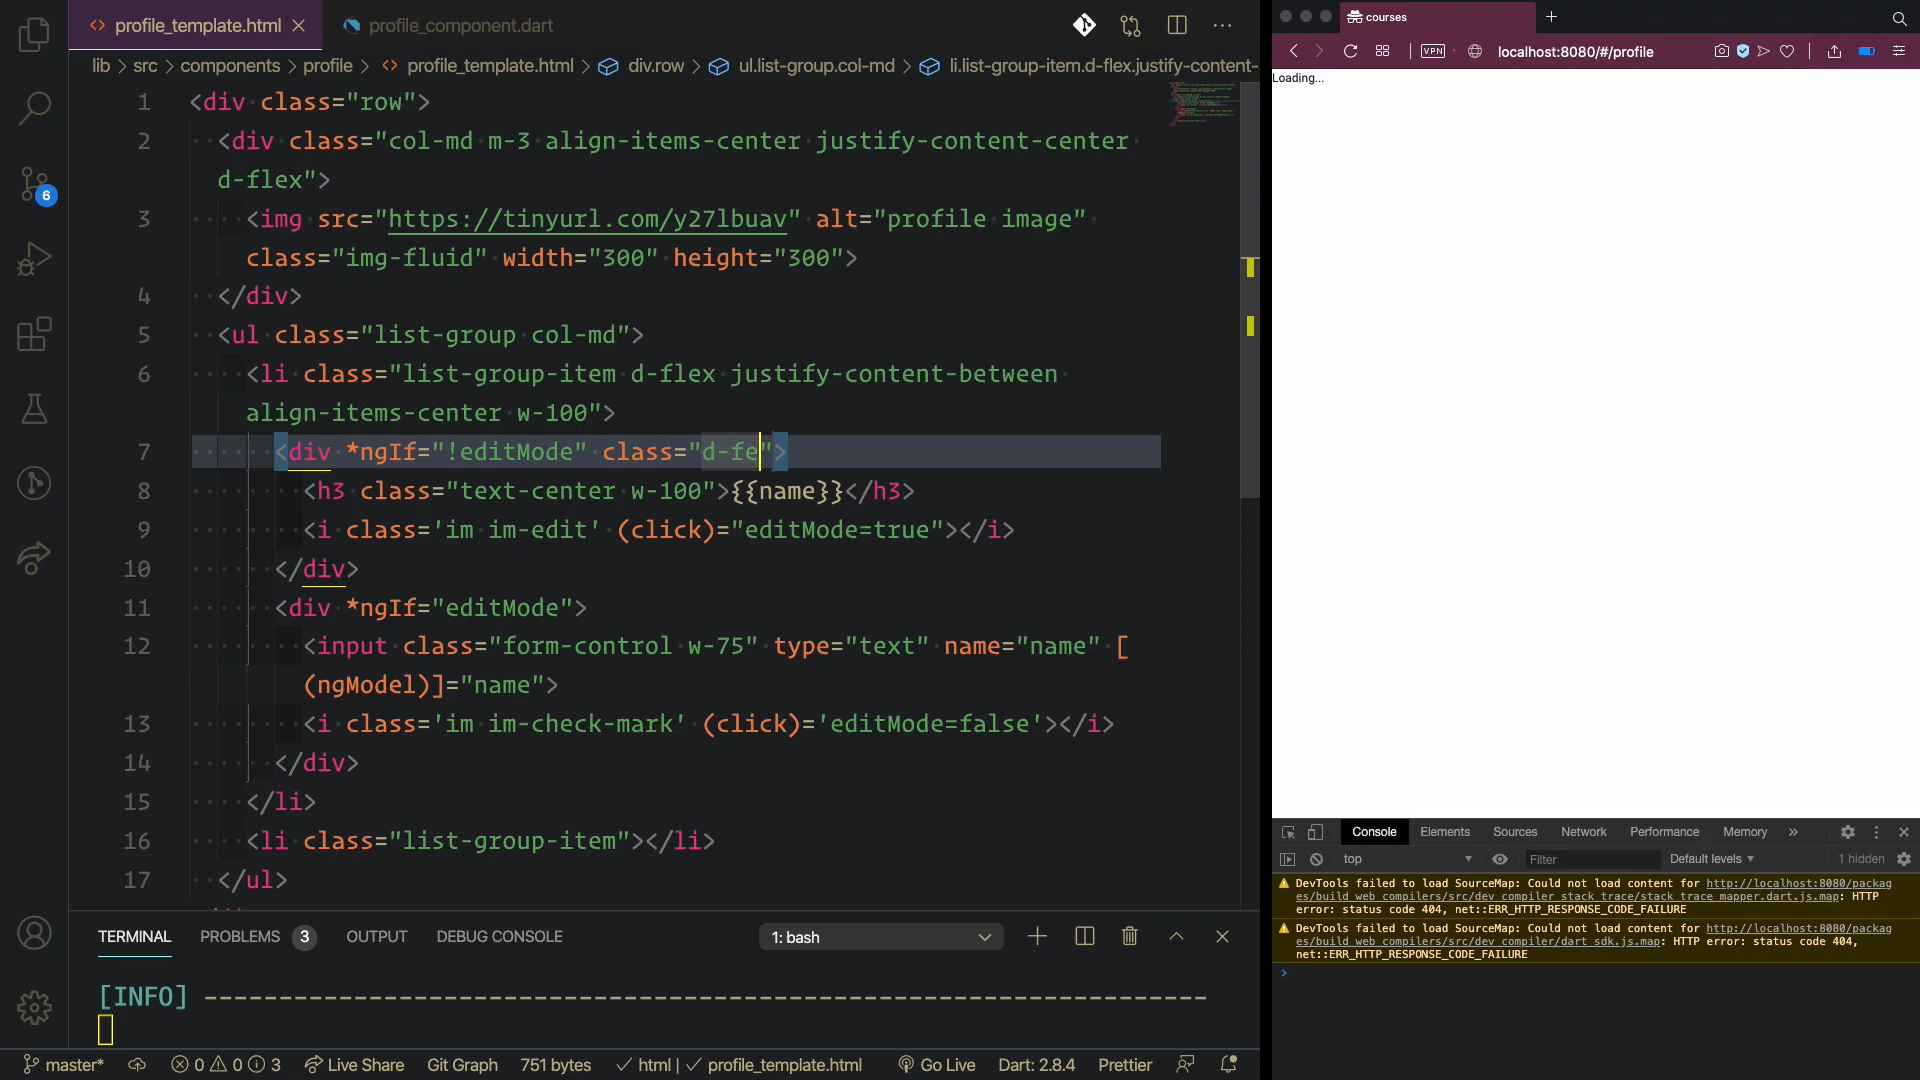 profile_template.html
profile_component.dart
lib > src > components > profile > profile_template.html > div.row > ul.list-group.col-md > li.list-group-item.d-flex.justify-content-
1 <div class="row">
2 <div class="col-md m-3 align-items-center justify-content-center
d-flex">
3 <img src="https://tinyurl.com/y27lbuav" alt="profile image"
class="img-fluid" width="300" height="300">
4 </div>
5 <ul class="list-group col-md">
6 <li class="list-group-item d-flex justify-content-between
align-items-center w-100">
7 <div *ngIf="!editMode" class="d-fe">
8 <h3 class="text-center w-100">{{name}}</h3>
9 <i class='im im-edit' (click)="editMode=true"></i>
10 </div>
11 <div *ngIf="editMode">
12 <input class="form-control w-75" type="text" name="name" [
(ngModel)]="name">
13 <i class='im im-check-mark' (click)='editMode=false'></i>
14 </div>
15 </li>
16 <li class="list-group-item"></li>
17 </ul>
6
TERMINAL PROBLEMS 3 OUTPUT DEBUG CONSOLE 1: bash
[INFO] ----------------------------------------------------------------------
master* 0 0 3 Live Share Git Graph 751 bytes html | profile_template.html Go Live Dart: 2.8.4 Prettier
courses
VPN localhost:8080/#/profile
Loading...
Console Elements Sources Network Performance Memory »
top Filter Default levels 1 hidden
DevTools failed to load SourceMap: Could not load content for http://localhost:8080/packag
es/build_web_compilers/src/dev_compiler_stack_trace/stack_trace_mapper.dart.js.map: HTTP
error: status code 404, net::ERR_HTTP_RESPONSE_CODE_FAILURE
DevTools failed to load SourceMap: Could not load content for http://localhost:8080/packag
es/build_web_compilers/src/dev_compiler/dart_sdk.js.map: HTTP error: status code 404,
net::ERR_HTTP_RESPONSE_CODE_FAILURE